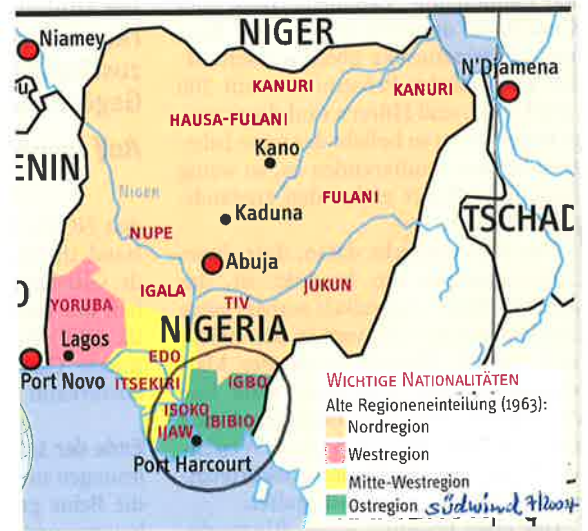 NIGER
Niamey
KANURI
KANURI
N'Djamena
HAUSA-FULANI
Kano
ENIN
NIGER
FULANI
Kaduna
TSCHAD
NUPE
Abuja
IGALA
JUKUN
TIV
YORUBA
NIGERIA
Lagos
EDO
Port Novo
ITSEKIRI
IGBO
ISOKO
IBIBIO
IJAW
Port Harcourt
WICHTIGE NATIONALITÄTEN
Alte Regioneneinteilung (1963):
Nordregion
Westregion
Mitte-Westregion
Ostregion
südwind 7/2004